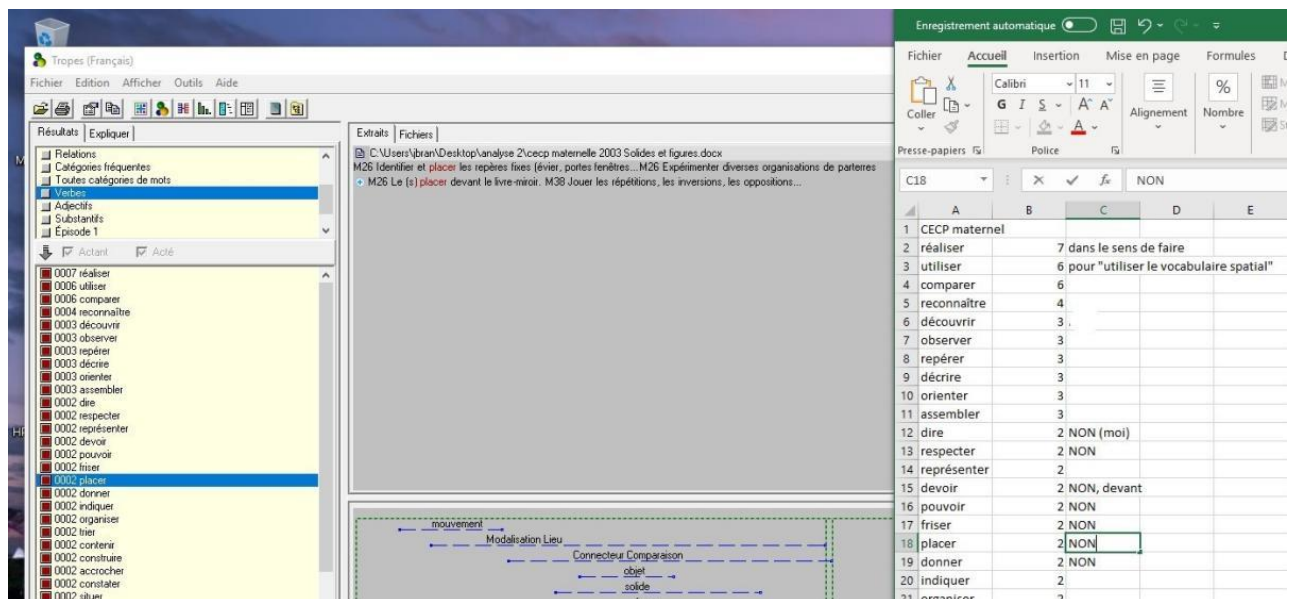 Tropes (Français)
Fichier Edition Afficher Outils Aide
Résultats Expliquer
Relations
Catégories fréquentes
Toutes catégories de mots
Verbes
Adjectifs
Substantifs
Épisode 1
Actant Acté
0007 réaliser
0006 utiliser
0006 comparer
0004 reconnaître
0003 découvrir
0003 observer
0003 repérer
0003 décrire
0003 orienter
0003 assembler
0002 dire
0002 respecter
0002 représenter
0002 devoir
0002 pouvoir
0002 friser
0002 placer
0002 donner
0002 indiquer
0002 organiser
0002 trier
0002 contenir
0002 construire
0002 accrocher
0002 constater
0002 situer
Extraits Fichiers
C:\Users\jbran\Desktop\analyse 2\cecp maternelle 2003 Solides et figures.docx
M26 Identifier et placer les repères fixes (évier, portes fenêtres...M26 Expérimenter diverses organisations de parterres
M26 Le (s) placer devant le livre-miroir. M38 Jouer les répétitions, les inversions, les oppositions...
mouvement
Modalisation Lieu
Connecteur Comparaison
objet
solide
Enregistrement automatique
Fichier Accueil Insertion Mise en page Formules
Coller
Calibri 11
G I S A A
A
Alignement
%
Nombre
Presse-papiers Police
C18 fx NON
A B C D E
1 CECP maternel
2 réaliser 7 dans le sens de faire
3 utiliser 6 pour "utiliser le vocabulaire spatial"
4 comparer 6
5 reconnaître 4
6 découvrir 3 .
7 observer 3
8 repérer 3
9 décrire 3
10 orienter 3
11 assembler 3
12 dire 2 NON (moi)
13 respecter 2 NON
14 représenter 2
15 devoir 2 NON, devant
16 pouvoir 2 NON
17 friser 2 NON
18 placer 2 NON
19 donner 2 NON
20 indiquer 2
21 organiser 2